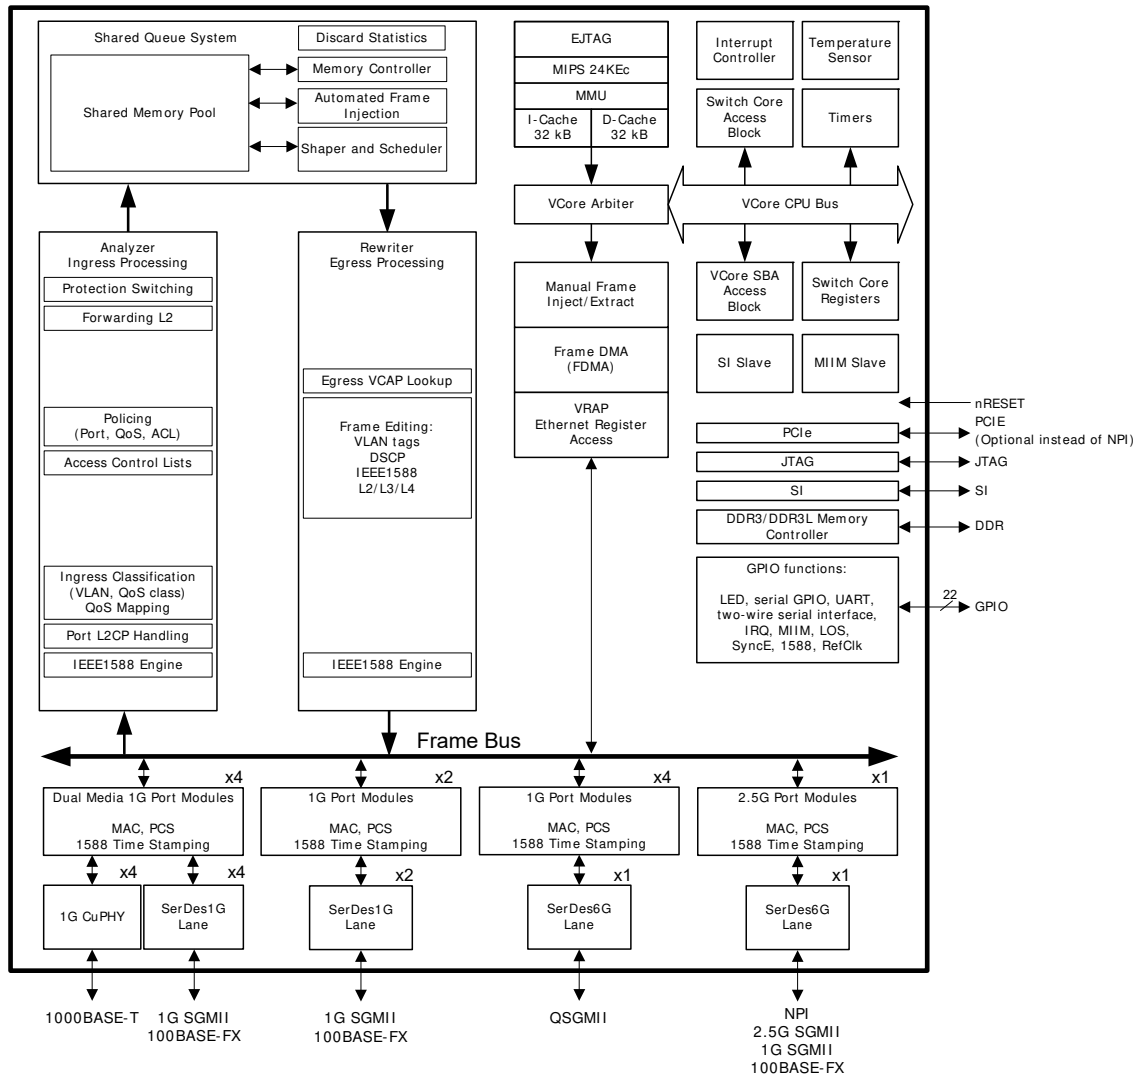 Shared Queue System
Shared Memory Pool
Discard Statistics
Memory Controller
Automated Frame
Injection
Shaper and Scheduler
EJTAG
MIPS 24KEc
MMU
I-Cache
32 kB
D-Cache
32 kB
Interrupt
Controller
Temperature
Sensor
Switch Core
Access
Block
Timers
VCore Arbiter
VCore CPU Bus
Analyzer
Ingress Processing
Protection Switching
Forwarding L2
Policing
(Port, QoS, ACL)
Access Control Lists
Ingress Classification
(VLAN, QoS class)
QoS Mapping
Port L2CP Handling
IEEE1588 Engine
Rewriter
Egress Processing
Egress VCAP Lookup
Frame Editing:
VLAN tags
DSCP
IEEE1588
L2/L3/L4
IEEE1588 Engine
Manual Frame
Inject/Extract
Frame DMA
(FDMA)
VRAP
Ethernet Register
Access
VCore SBA
Access
Block
Switch Core
Registers
SI Slave
MIIM Slave
nRESET
PCIe
PCIE
(Optional instead of NPI)
JTAG
JTAG
SI
SI
DDR3/DDR3L Memory
Controller
DDR
GPIO functions:
LED, serial GPIO, UART,
two-wire serial interface,
IRQ, MIIM, LOS,
SyncE, 1588, RefClk
22
GPIO
Frame Bus
x4
Dual Media 1G Port Modules
MAC, PCS
1588 Time Stamping
x4
x4
1G CuPHY
SerDes1G
Lane
1000BASE-T
1G SGMII
100BASE-FX
x2
1G Port Modules
MAC, PCS
1588 Time Stamping
x2
SerDes1G
Lane
1G SGMII
100BASE-FX
x4
1G Port Modules
MAC, PCS
1588 Time Stamping
x1
SerDes6G
Lane
QSGMII
x1
2.5G Port Modules
MAC, PCS
1588 Time Stamping
x1
SerDes6G
Lane
NPI
2.5G SGMII
1G SGMII
100BASE-FX